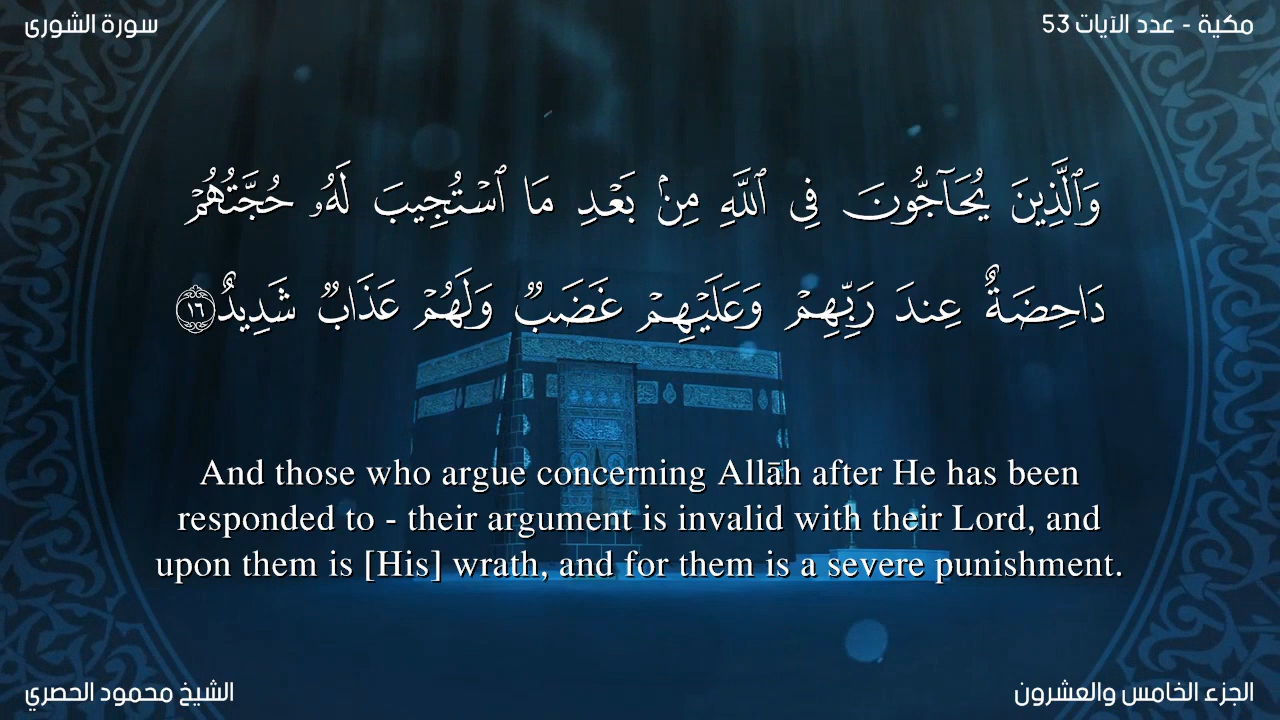 مكية - عدد الآيات 53
سورة الشورى
وَٱلَّذِينَ يُحَآجُّونَ فِى ٱللَّهِ مِنۢ بَعْدِ مَا ٱسْتُجِيبَ لَهُۥ حُجَّتُهُمْ
دَاحِضَةٌ عِندَ رَبِّهِمْ وَعَلَيْهِمْ غَضَبٌ وَلَهُمْ عَذَابٌ شَدِيدٌ ١٦
And those who argue concerning Allāh after He has been
responded to - their argument is invalid with their Lord, and
upon them is [His] wrath, and for them is a severe punishment.
الجزء الخامس والعشرون
الشيخ محمود الحصري